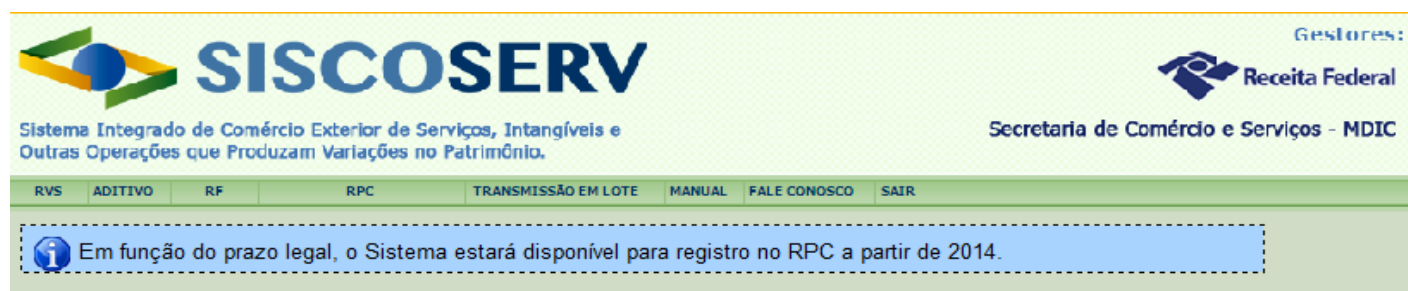 SISCOSERV
Gestores:
Receita Federal
Sistema Integrado de Comércio Exterior de Serviços, Intangíveis e
Outras Operações que Produzam Variações no Patrimônio.
Secretaria de Comércio e Serviços - MDIC
RVS ADITIVO RF RPC TRANSMISSÃO EM LOTE MANUAL FALE CONOSCO SAIR
Em função do prazo legal, o Sistema estará disponível para registro no RPC a partir de 2014.